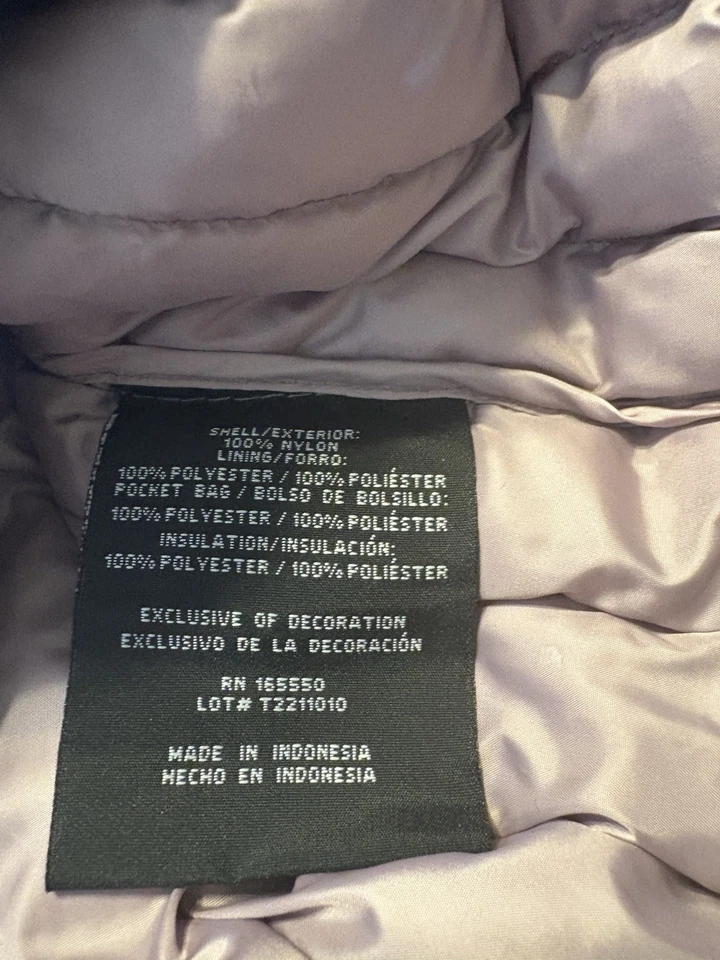 SHELL/EXTERIOR:
100% NYLON
LINING/FORRO:
100% POLYESTER / 100% POLIÉSTER
POCKET BAG / BOLSO DE BOLSILLO:
100% POLYESTER / 100% POLIÉSTER
INSULATION/INSULACIÓN:
100% POLYESTER / 100% POLIÉSTER
EXCLUSIVE OF DECORATION
EXCLUSIVO DE LA DECORACIÓN
RN 165550
LOT# T2211010
MADE IN INDONESIA
HECHO EN INDONESIA